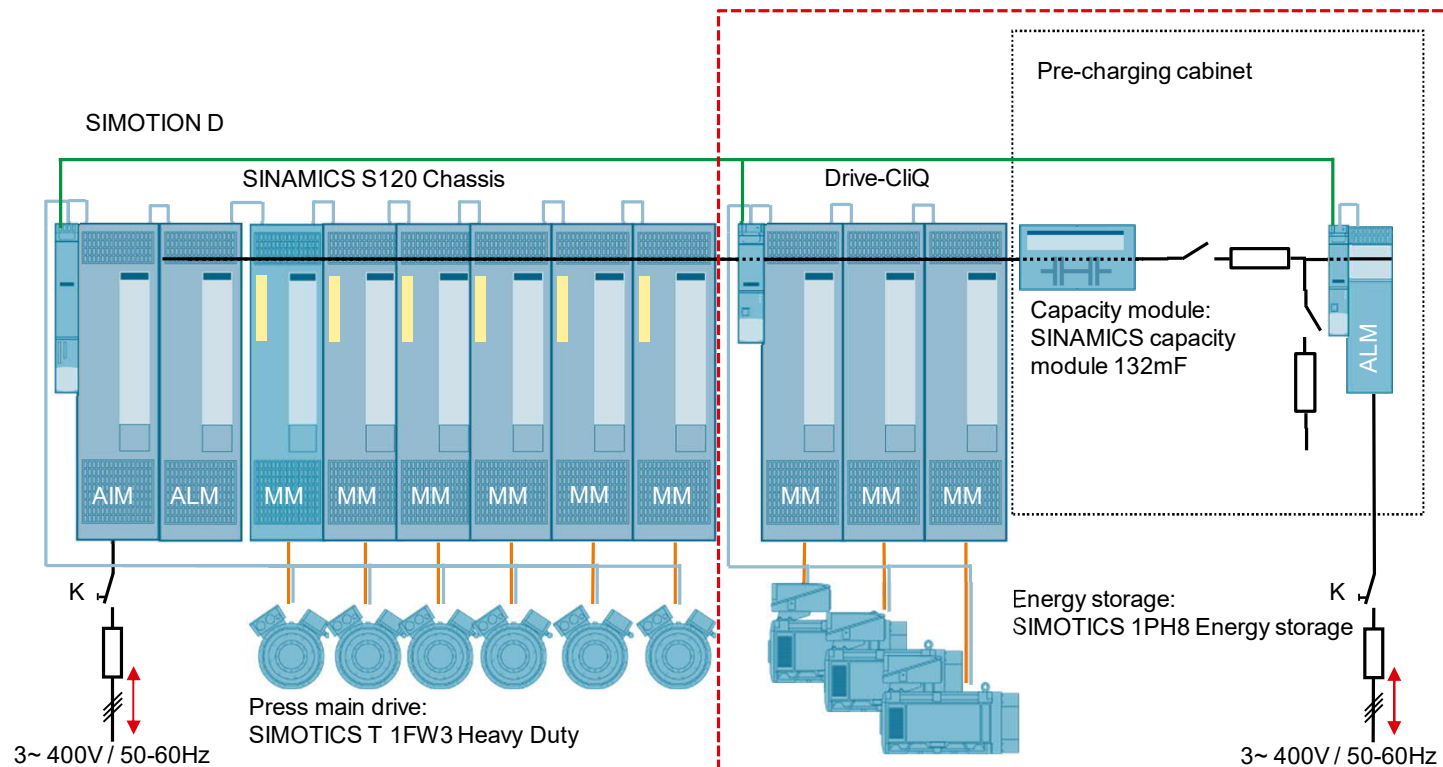 Pre-charging cabinet
SIMOTION D
SINAMICS S120 Chassis
Drive-CliQ
Capacity module:
SINAMICS capacity
module 132mF
ALM
AIM
ALM
MM
MM
MM
MM
MM
MM
MM
MM
MM
K
K
Energy storage:
SIMOTICS 1PH8 Energy storage
Press main drive:
SIMOTICS T 1FW3 Heavy Duty
3~ 400V / 50-60Hz
3~ 400V / 50-60Hz